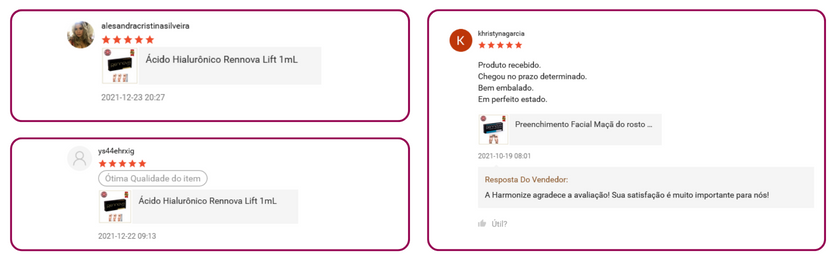 alesandracristinasilveira
Ácido Hialurônico Rennova Lift 1mL
2021-12-23 20:27
ys44ehrxig
Ótima Qualidade do item
Ácido Hialurônico Rennova Lift 1mL
2021-12-22 09:13
K
khristynagarcia
Produto recebido.
Chegou no prazo determinado.
Bem embalado.
Em perfeito estado.
Preenchimento Facial Maçã do rosto ...
2021-10-19 08:01
Resposta Do Vendedor:
A Harmonize agradece a avaliação! Sua satisfação é muito importante para nós!
Útil?